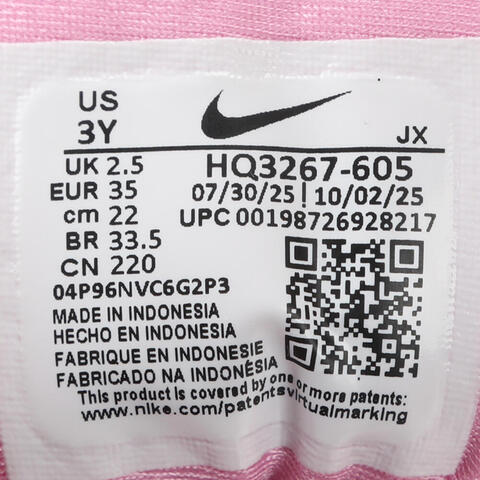 US
3Y
JX
UK 2.5
HQ3267-605
EUR 35
07/30/25 | 10/02/25
cm 22
UPC 00198726928217
BR 33.5
CN 220
04P96NVC6G2P3
MADE IN INDONESIA
HECHO EN INDONESIA
FABRIQUE EN INDONESIE
FABRICADO NA INDONÉSIA
This product is covered by one or more patents:
www.nike.com/patentsvirtualmarking